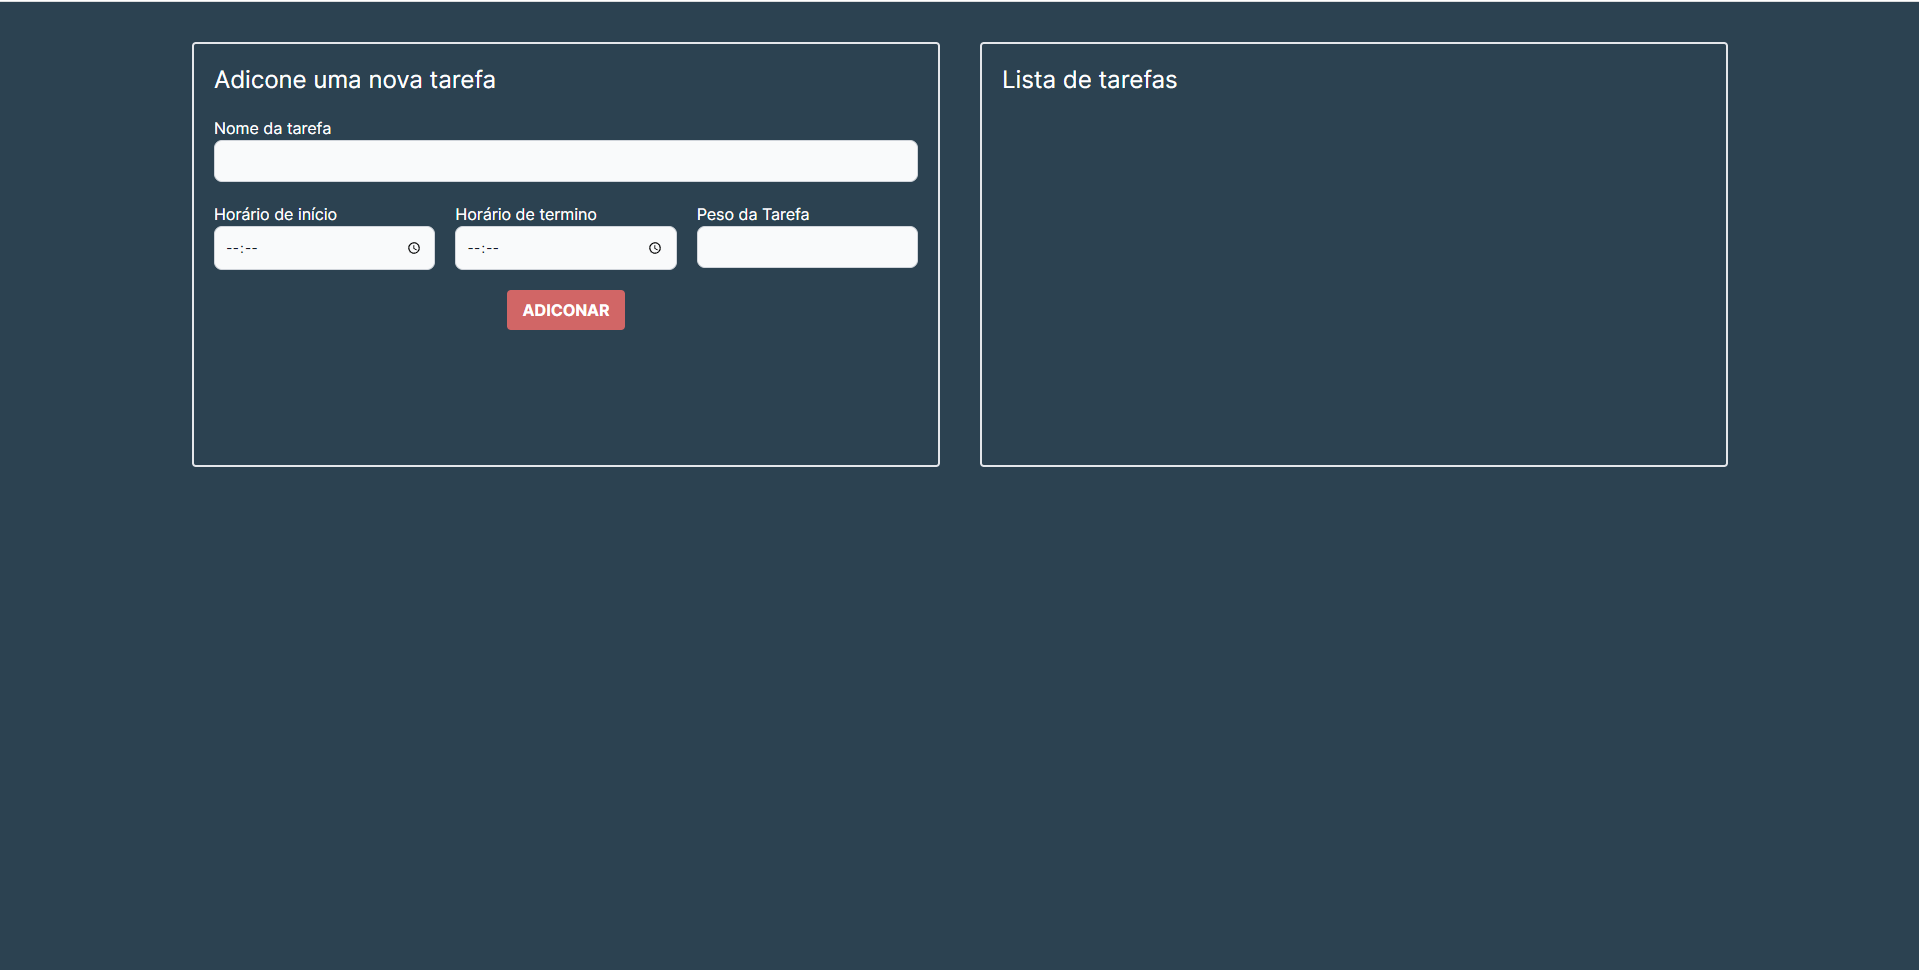 Adicone uma nova tarefa
Nome da tarefa
Horário de início
Horário de termino
Peso da Tarefa
--:--
--:--
ADICONAR
Lista de tarefas